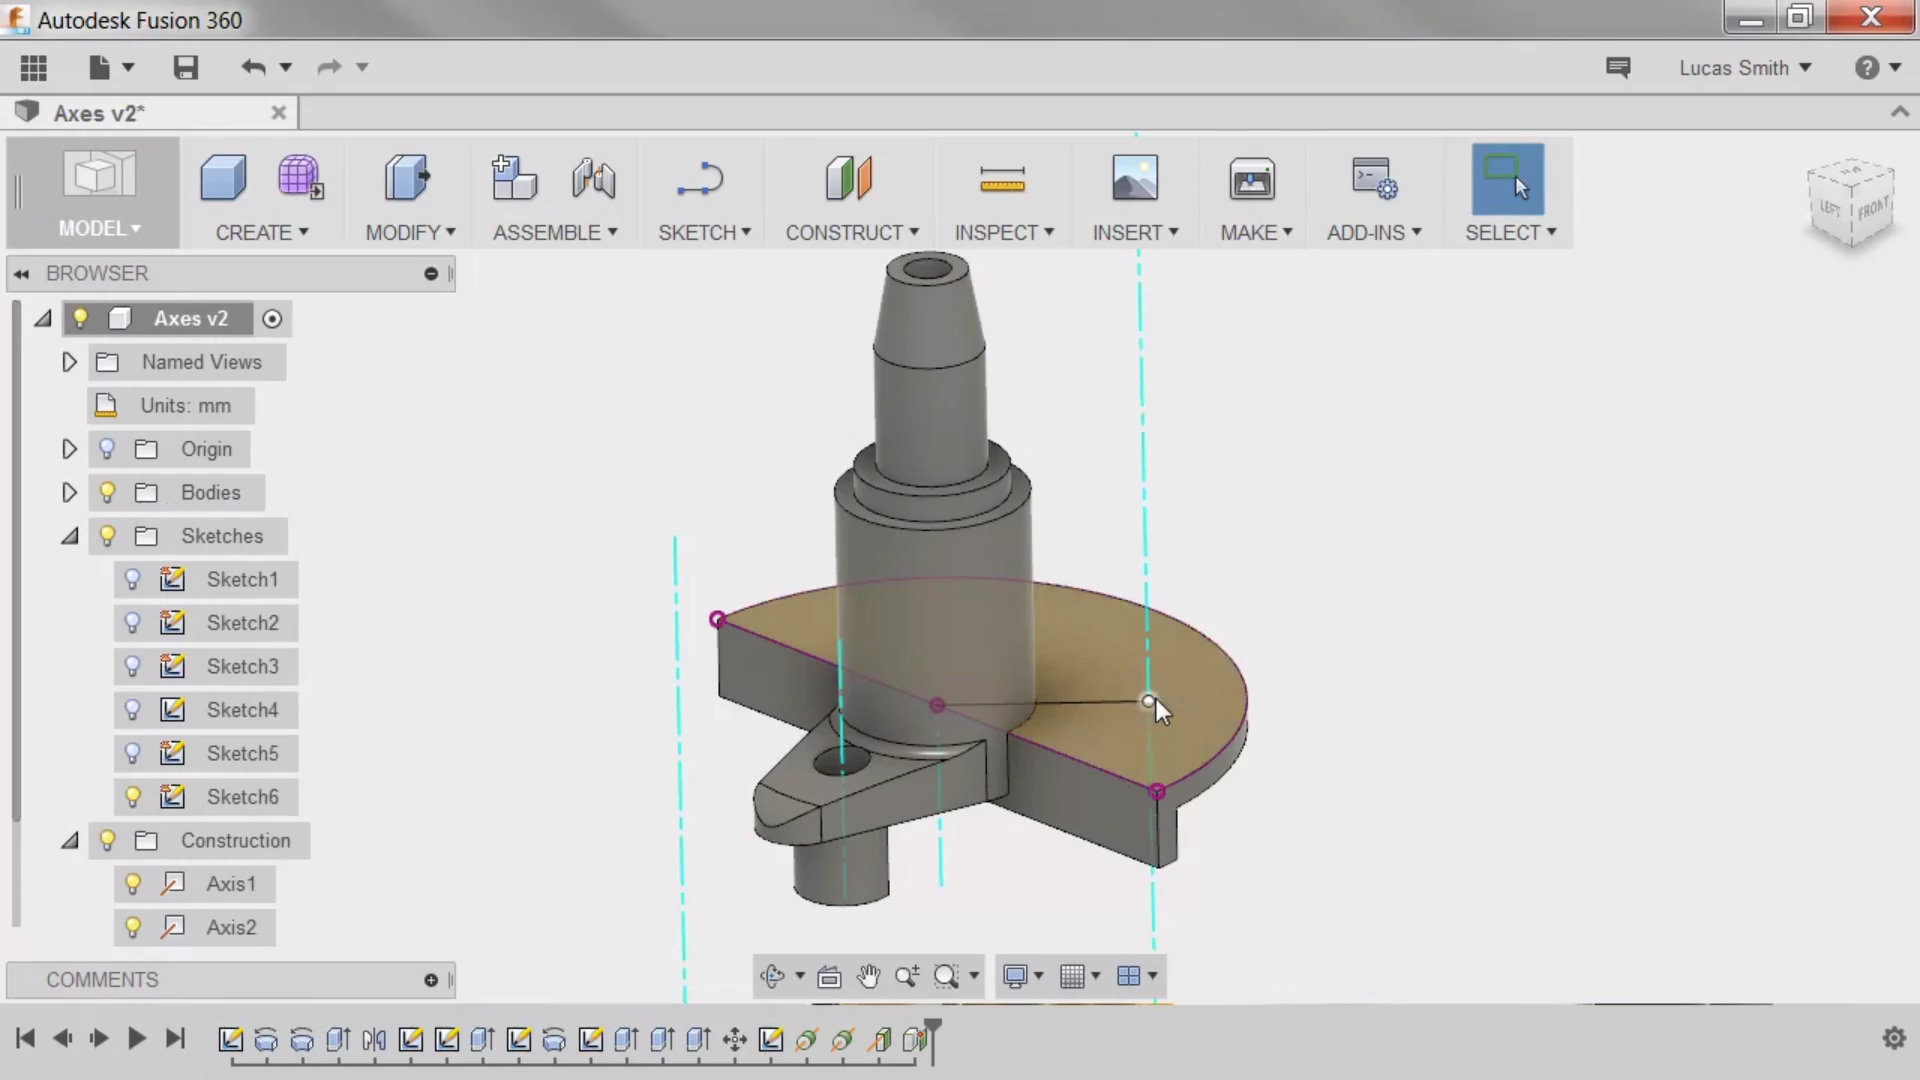 Autodesk Fusion 360
Lucas Smith
Axes v2*
MODEL
CREATE
MODIFY
ASSEMBLE
SKETCH
CONSTRUCT
INSPECT
INSERT
MAKE
ADD-INS
SELECT
LEFT
FRONT
BROWSER
Axes v2
Named Views
Units: mm
Origin
Bodies
Sketches
Sketch1
Sketch2
Sketch3
Sketch4
Sketch5
Sketch6
Construction
Axis1
Axis2
COMMENTS